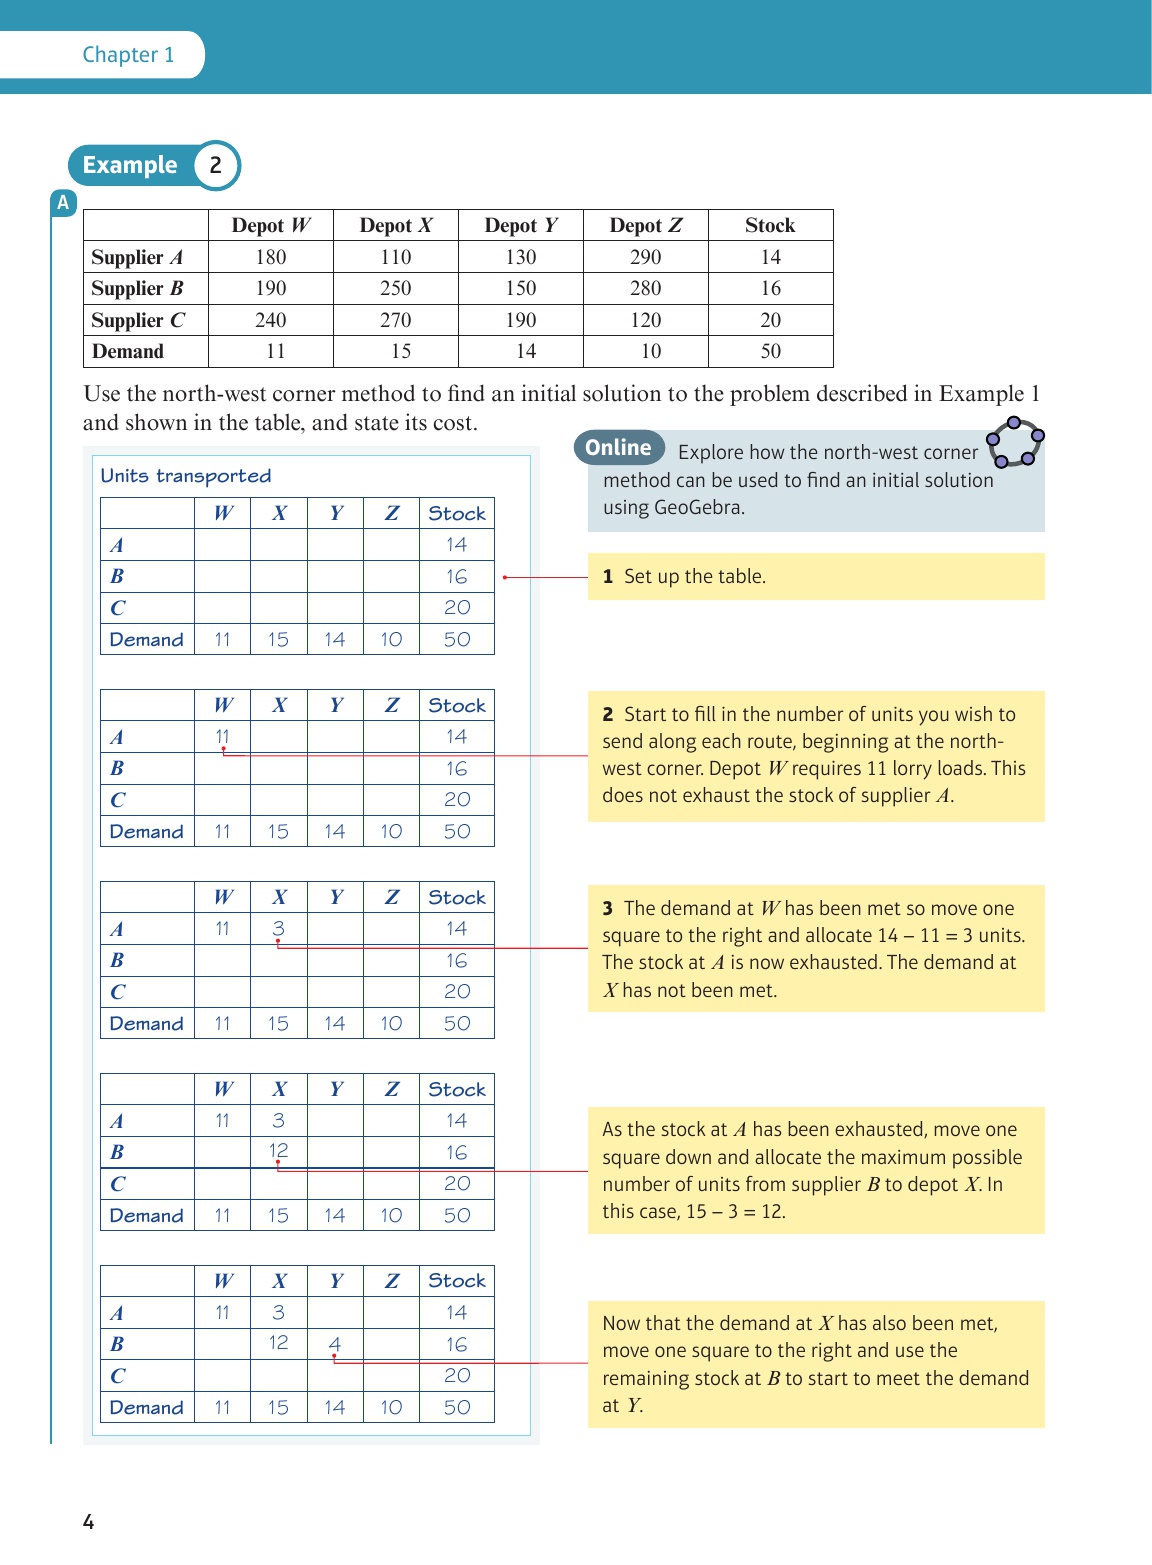 Chapter 1
Example 2
A
Depot W Depot X Depot Y Depot Z Stock
Supplier A 180 110 130 290 14
Supplier B 190 250 150 280 16
Supplier C 240 270 190 120 20
Demand 11 15 14 10 50
Use the north-west corner method to find an initial solution to the problem described in Example 1
and shown in the table, and state its cost.
Online Explore how the north-west corner
method can be used to find an initial solution
using GeoGebra.
Units transported
W X Y Z Stock
A 14
B 16
C 20
Demand 11 15 14 10 50
1 Set up the table.
W X Y Z Stock
A 11 14
B 16
C 20
Demand 11 15 14 10 50
2 Start to fill in the number of units you wish to
send along each route, beginning at the north-
west corner. Depot W requires 11 lorry loads. This
does not exhaust the stock of supplier A.
W X Y Z Stock
A 11 3 14
B 16
C 20
Demand 11 15 14 10 50
3 The demand at W has been met so move one
square to the right and allocate 14 – 11 = 3 units.
The stock at A is now exhausted. The demand at
X has not been met.
W X Y Z Stock
A 11 3 14
B 12 16
C 20
Demand 11 15 14 10 50
As the stock at A has been exhausted, move one
square down and allocate the maximum possible
number of units from supplier B to depot X. In
this case, 15 – 3 = 12.
W X Y Z Stock
A 11 3 14
B 12 4 16
C 20
Demand 11 15 14 10 50
Now that the demand at X has also been met,
move one square to the right and use the
remaining stock at B to start to meet the demand
at Y.
4